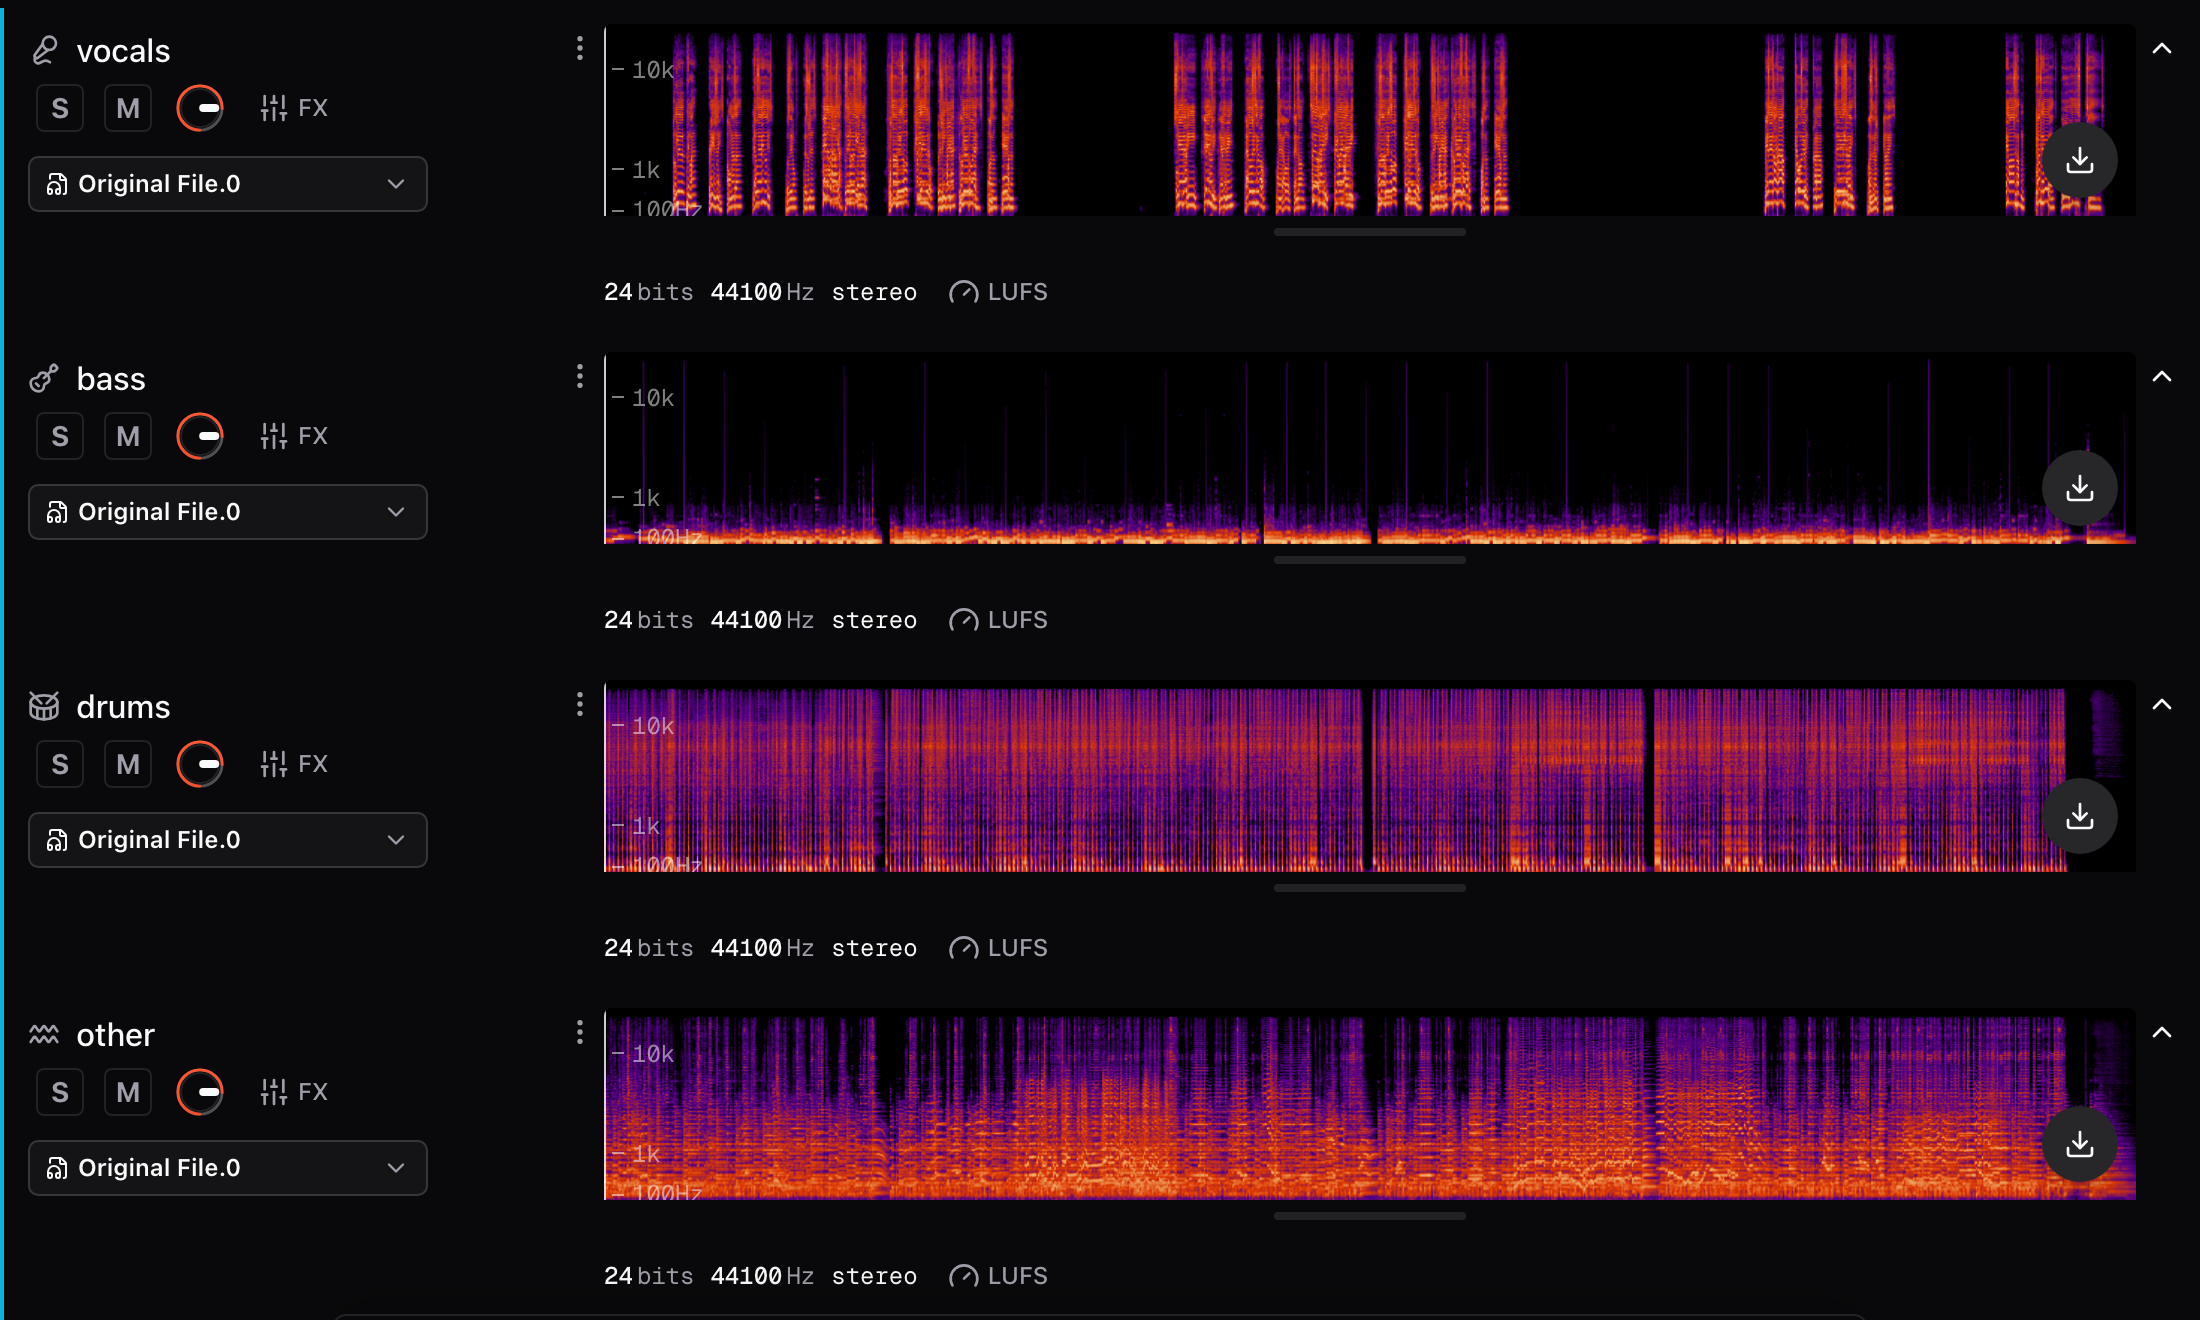 vocals
S M FX
Original File.0
10k
1k
100Hz
24 bits 44100 Hz stereo LUFS
bass
S M FX
Original File.0
10k
1k
100Hz
24 bits 44100 Hz stereo LUFS
drums
S M FX
Original File.0
10k
1k
100Hz
24 bits 44100 Hz stereo LUFS
other
S M FX
Original File.0
10k
1k
100Hz
24 bits 44100 Hz stereo LUFS